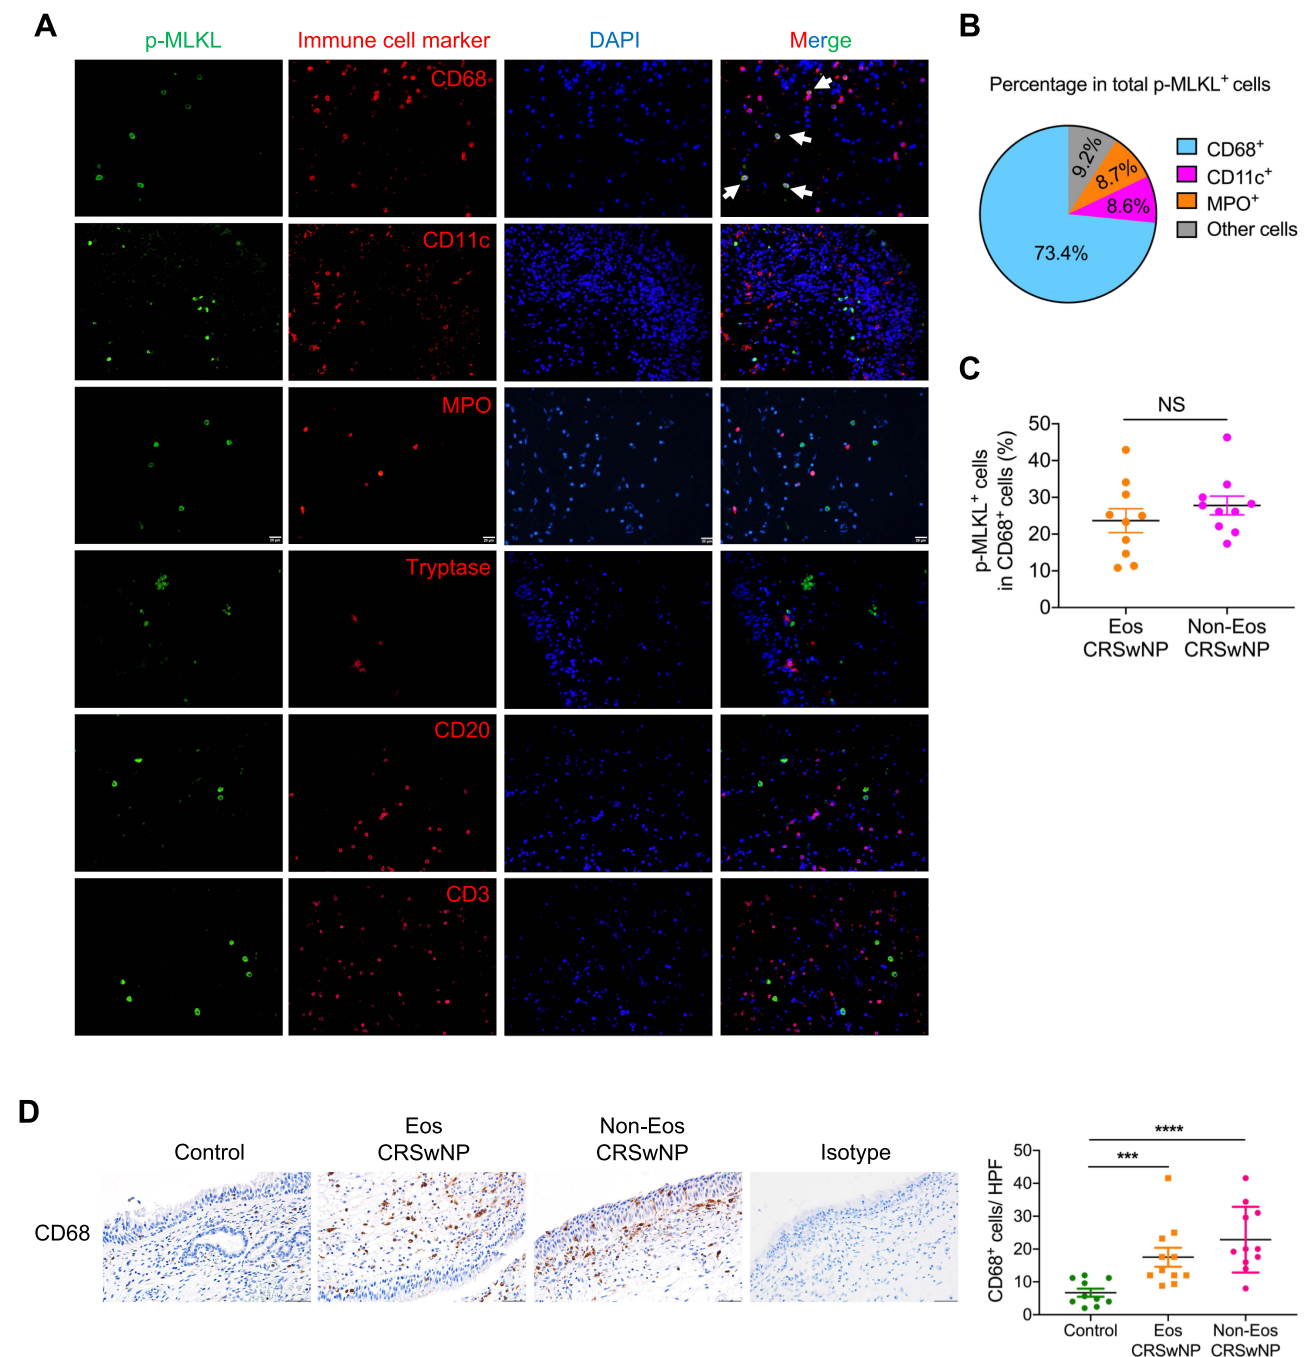 A
p-MLKL
Immune cell marker
DAPI
Merge
CD68
CD11c
MPO
Tryptase
CD20
CD3
B
Percentage in total p-MLKL⁺ cells
9.2%
8.7%
8.6%
73.4%
CD68⁺
CD11c⁺
MPO⁺
Other cells
C
NS
p-MLKL⁺ cells
in CD68⁺ cells (%)
50
40
30
20
10
0
Eos
CRSwNP
Non-Eos
CRSwNP
D
Control
Eos
CRSwNP
Non-Eos
CRSwNP
Isotype
CD68
****
***
CD68⁺ cells/ HPF
50
40
30
20
10
0
Control
Eos
CRSwNP
Non-Eos
CRSwNP